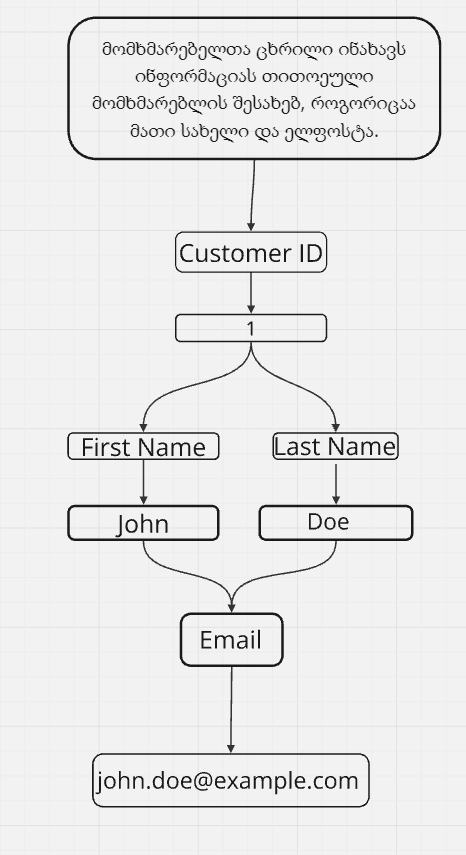 მომხმარებელთა ცხრილი ინახავს
ინფორმაციას თითოეული
მომხმარებლის შესახებ, როგორიცაა
მათი სახელი და ელფოსტა.
Customer ID
1
First Name
Last Name
John
Doe
Email
john.doe@example.com